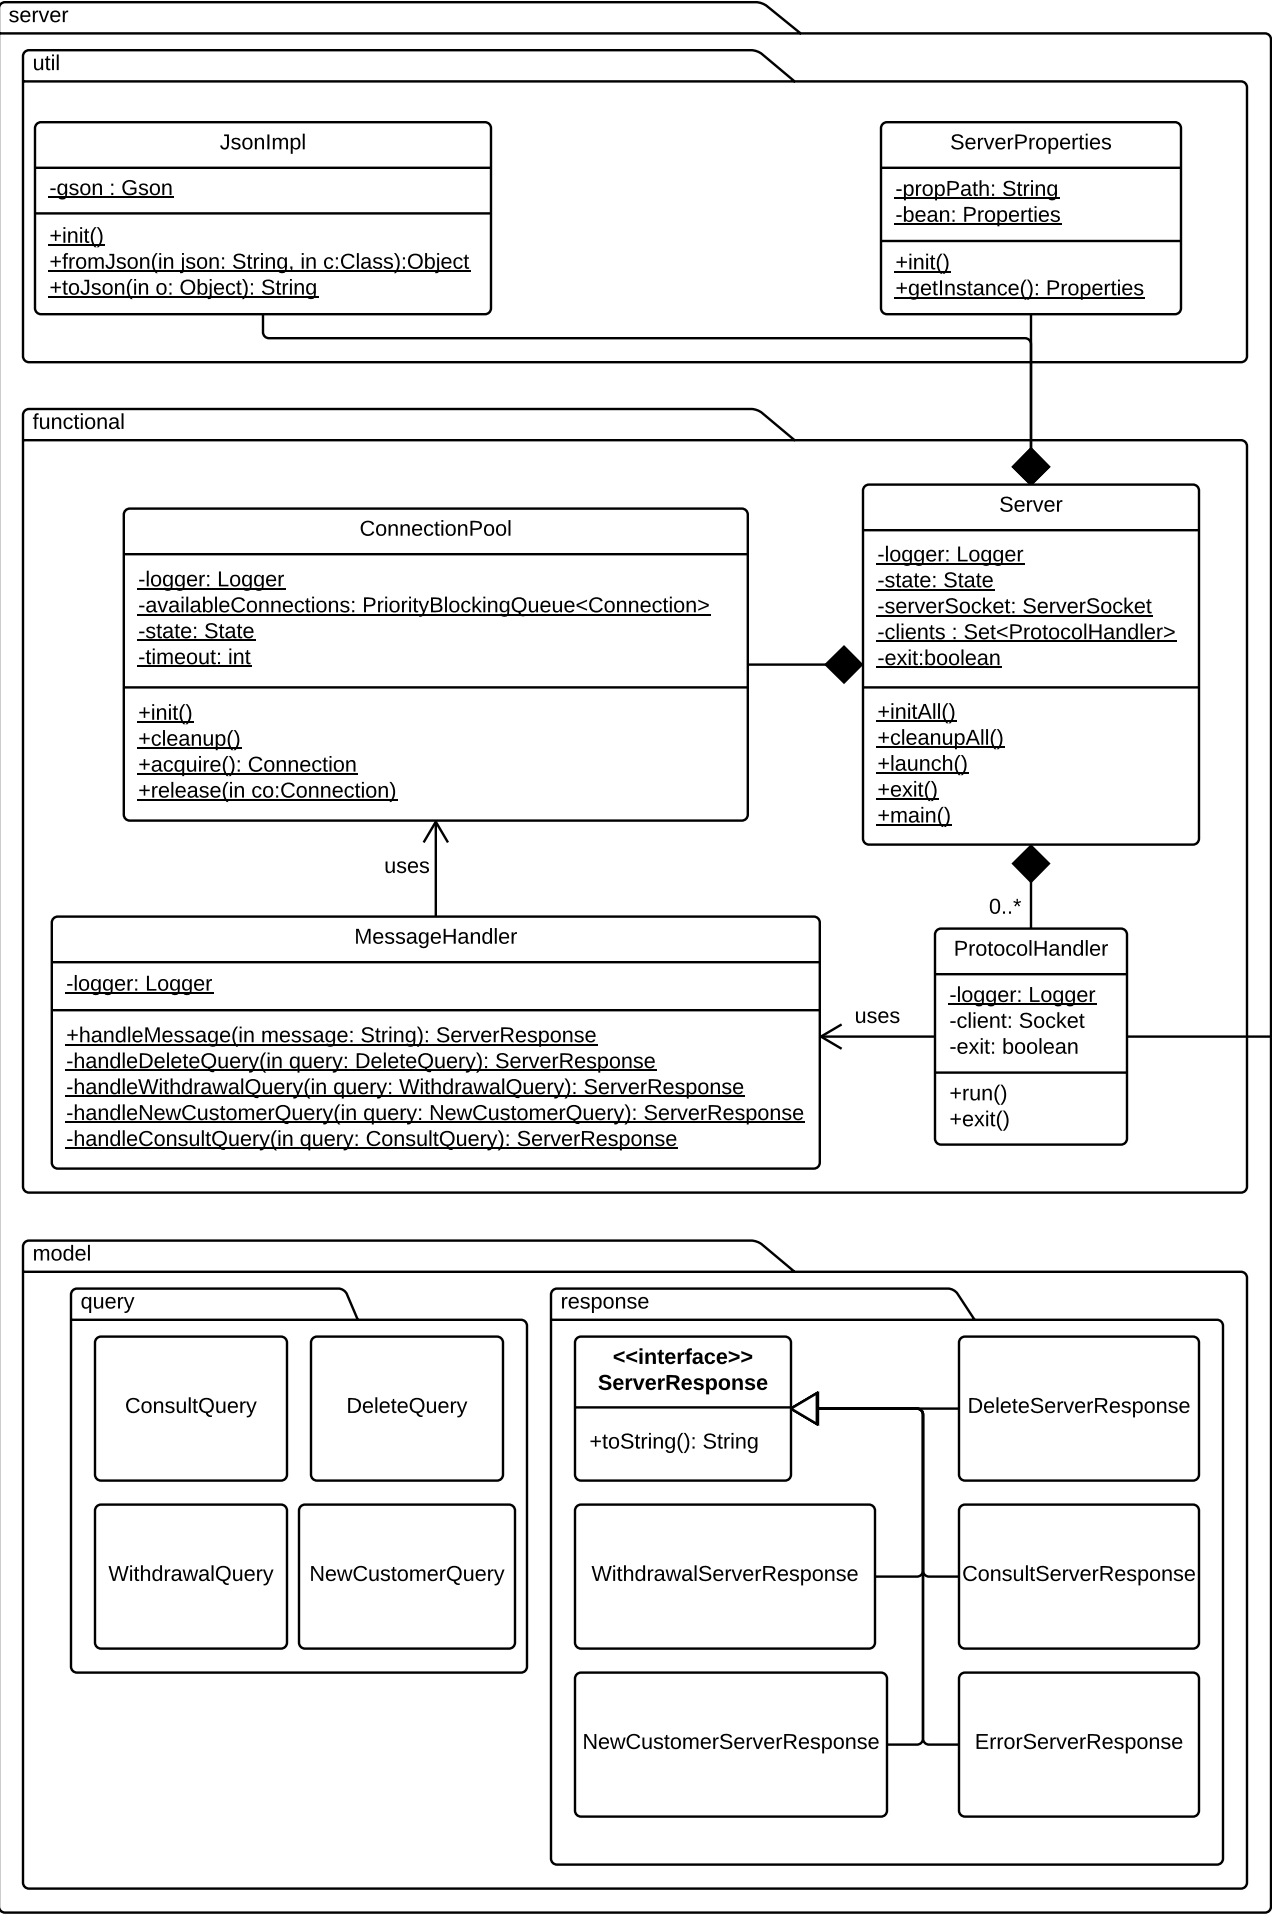 server
util
JsonImpl
-gson : Gson
+init()
+fromJson(in json: String, in c:Class):Object
+toJson(in o: Object): String
ServerProperties
-propPath: String
-bean: Properties
+init()
+getInstance(): Properties
functional
ConnectionPool
-logger: Logger
-availableConnections: PriorityBlockingQueue<Connection>
-state: State
-timeout: int
+init()
+cleanup()
+acquire(): Connection
+release(in co:Connection)
Server
-logger: Logger
-state: State
-serverSocket: ServerSocket
-clients : Set<ProtocolHandler>
-exit:boolean
+initAll()
+cleanupAll()
+launch()
+exit()
+main()
uses
0..*
MessageHandler
-logger: Logger
+handleMessage(in message: String): ServerResponse
-handleDeleteQuery(in query: DeleteQuery): ServerResponse
-handleWithdrawalQuery(in query: WithdrawalQuery): ServerResponse
-handleNewCustomerQuery(in query: NewCustomerQuery): ServerResponse
-handleConsultQuery(in query: ConsultQuery): ServerResponse
uses
ProtocolHandler
-logger: Logger
-client: Socket
-exit: boolean
+run()
+exit()
model
query
ConsultQuery
DeleteQuery
WithdrawalQuery
NewCustomerQuery
response
<<interface>>
ServerResponse
+toString(): String
DeleteServerResponse
WithdrawalServerResponse
ConsultServerResponse
NewCustomerServerResponse
ErrorServerResponse